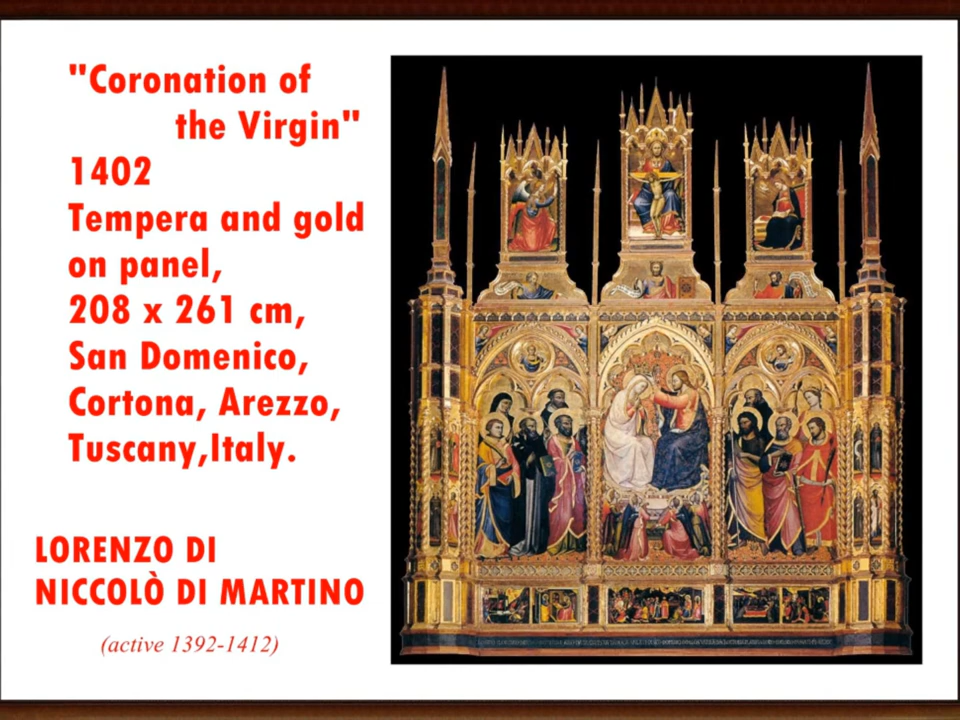 "Coronation of
the Virgin"
1402
Tempera and gold
on panel,
208 x 261 cm,
San Domenico,
Cortona, Arezzo,
Tuscany,Italy.
LORENZO DI
NICCOLÒ DI MARTINO
(active 1392-1412)